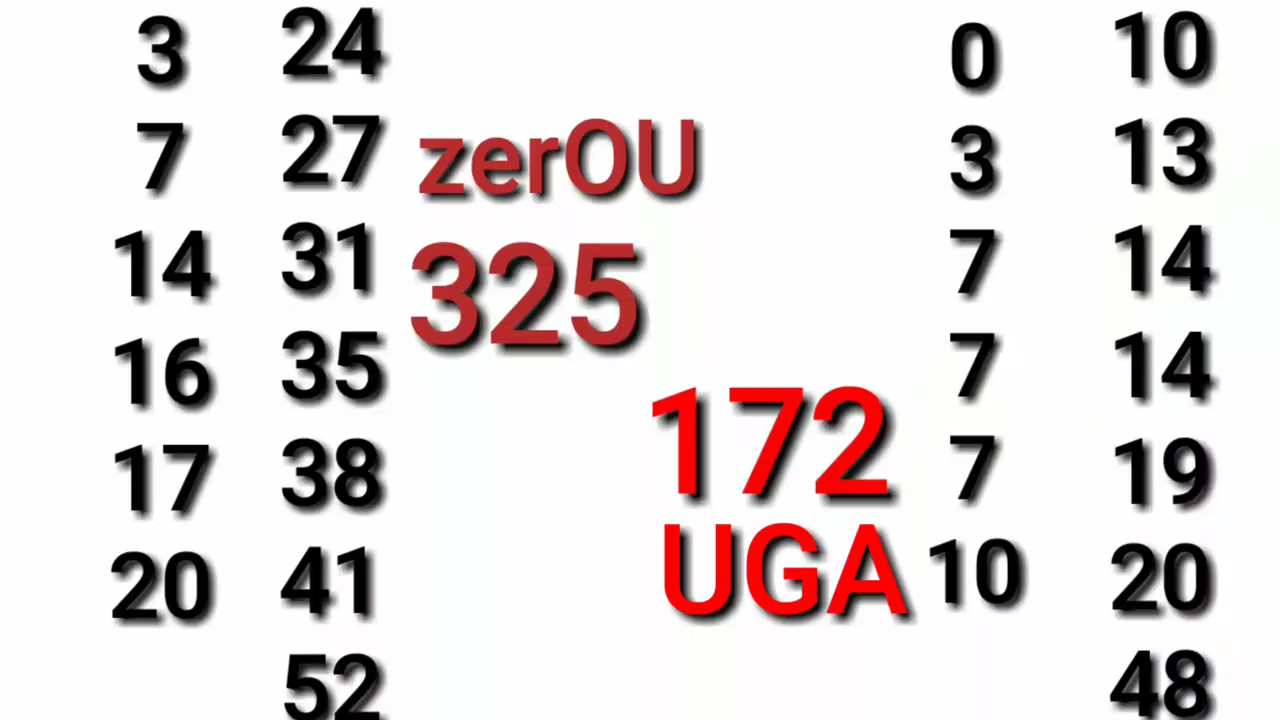 3 24 0 10
7 27 zerOU 3 13
14 31 325 7 14
16 35 7 14
17 38 172 7 19
20 41 UGA 10 20
52 48